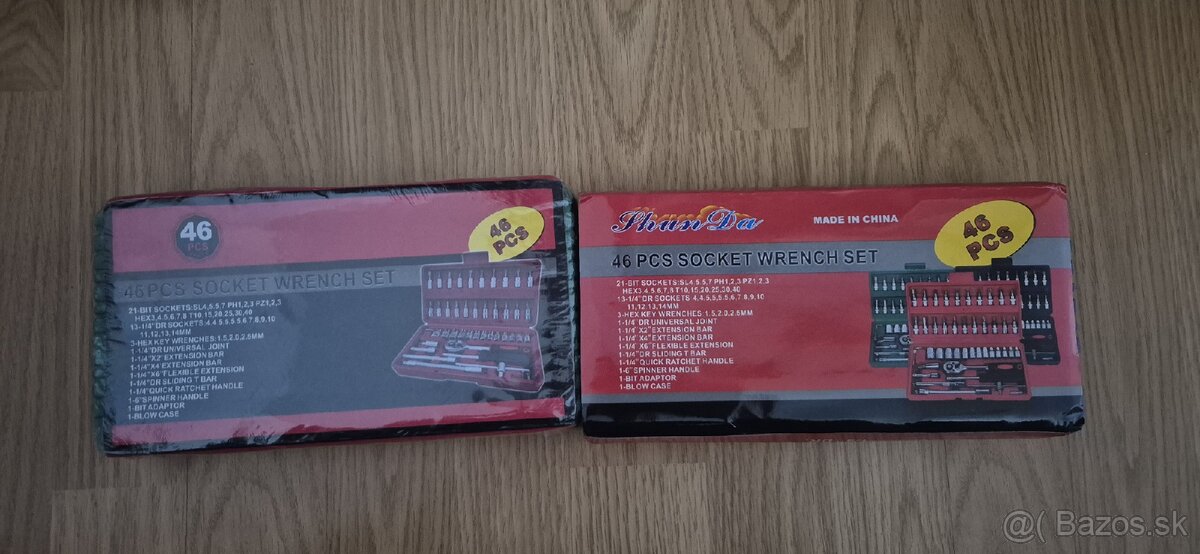 46
PCS
46
PCS
46 PCS SOCKET WRENCH SET
21-BIT SOCKETS:SL4,5.5,7 PH1,2,3 PZ1,2,3
HEX3,4,5,6,7,8 T10,15,20,25,30,40
13-1/4"DR SOCKETS:4,4.5,5,5.5,6,7,8,9,10
11,12,13,14MM
3-HEX KEY WRENCHES:1.5,2.0,2.5MM
1-1/4"DR UNIVERSAL JOINT
1-1/4"X2"EXTENSION BAR
1-1/4"X4"EXTENSION BAR
1-1/4"X6"FLEXIBLE EXTENSION
1-1/4"DR SLIDING T BAR
1-1/4"QUICK RATCHET HANDLE
1-6"SPINNER HANDLE
1-BIT ADAPTOR
1-BLOW CASE
ShanDa
MADE IN CHINA
46
PCS
46 PCS SOCKET WRENCH SET
21-BIT SOCKETS:SL4,5.5,7 PH1,2,3 PZ1,2,3
HEX3,4,5,6,7,8 T10,15,20,25,30,40
13-1/4"DR SOCKETS:4,4.5,5,5.5,6,7,8,9,10
11,12,13,14MM
3-HEX KEY WRENCHES:1.5,2.0,2.5MM
1-1/4"DR UNIVERSAL JOINT
1-1/4"X2"EXTENSION BAR
1-1/4"X4"EXTENSION BAR
1-1/4"X6"FLEXIBLE EXTENSION
1-1/4"DR SLIDING T BAR
1-1/4"QUICK RATCHET HANDLE
1-6"SPINNER HANDLE
1-BIT ADAPTOR
1-BLOW CASE
@( Bazos.sk